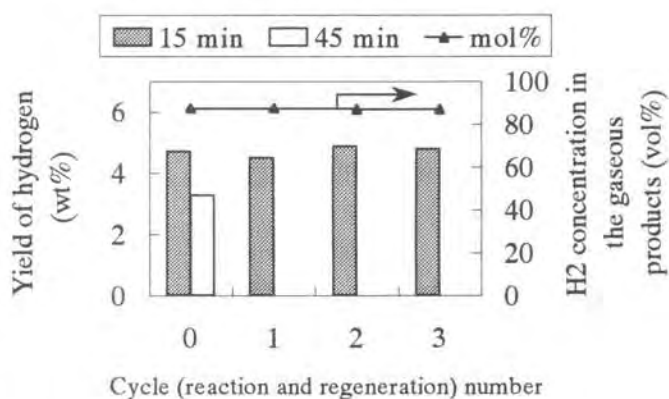 15 min 45 min mol%
Yield of hydrogen
(wt%)
6
4
2
0
100
80
60
40
20
0
H2 concentration in
the gaseous
products (vol%)
0 1 2 3
Cycle (reaction and regeneration) number